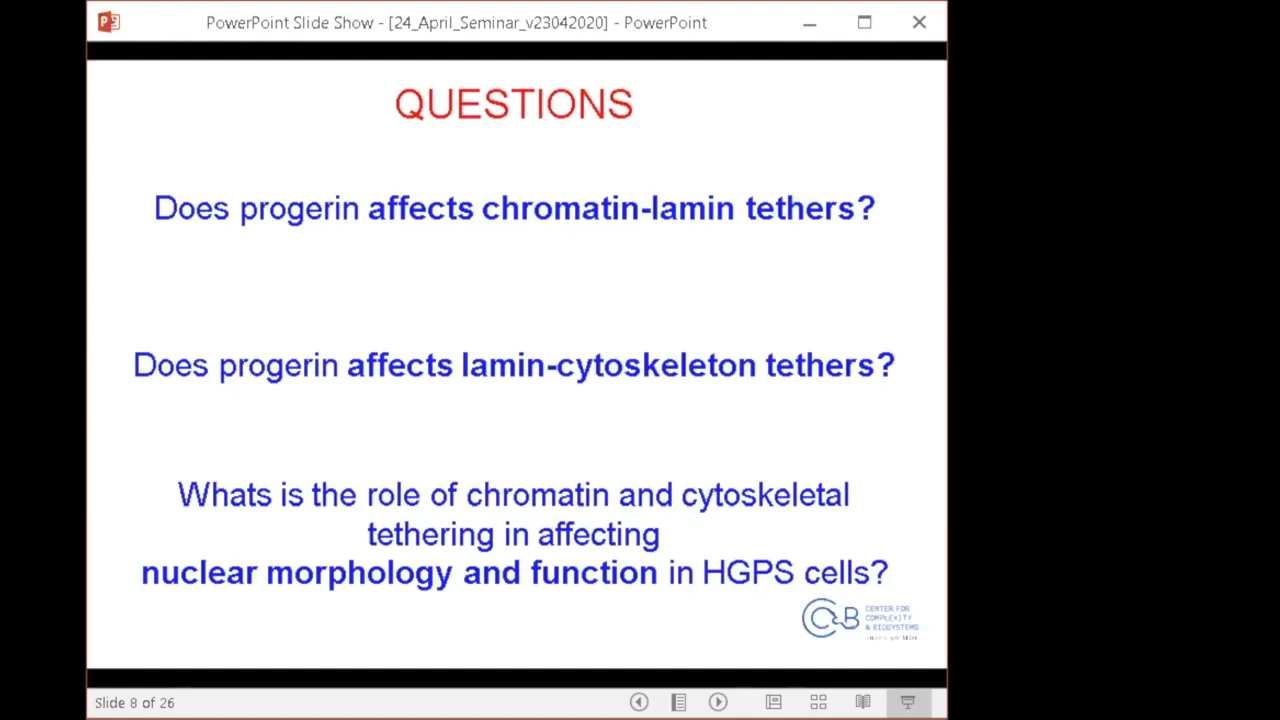 PowerPoint Slide Show - [24_April_Seminar_v23042020] - PowerPoint
QUESTIONS
Does progerin affects chromatin-lamin tethers?
Does progerin affects lamin-cytoskeleton tethers?
Whats is the role of chromatin and cytoskeletal
tethering in affecting
nuclear morphology and function in HGPS cells?
C&B
CENTER FOR
COMPLEXITY
& BIOSYSTEMS
Slide 8 of 26